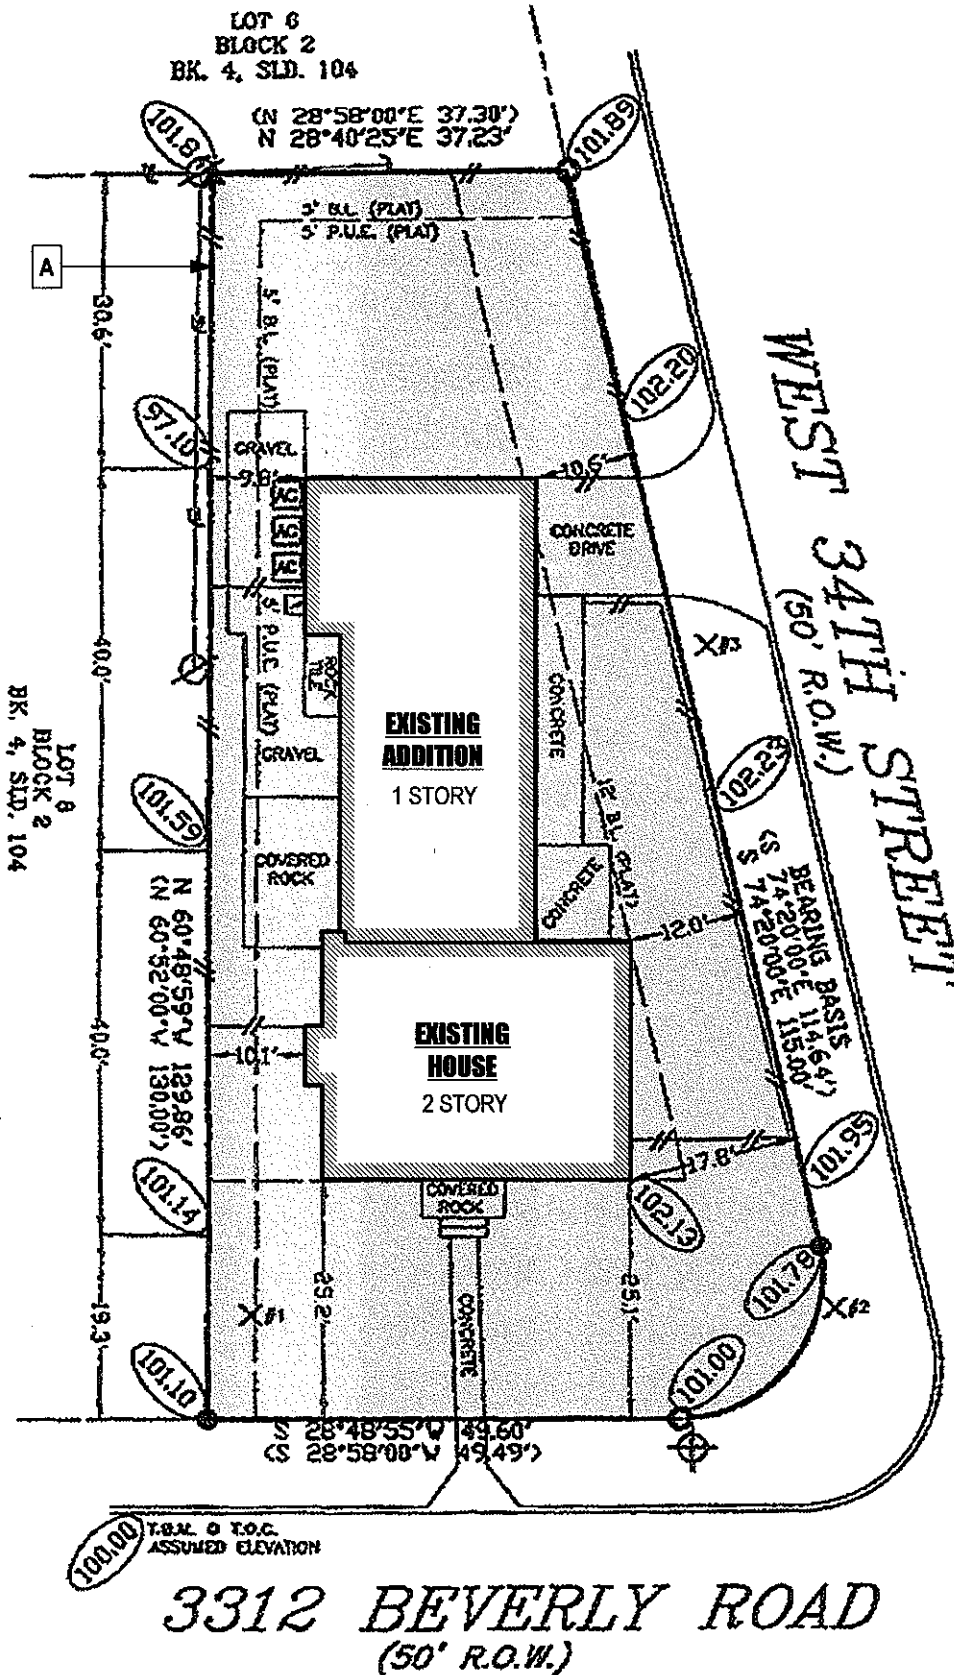 LOT 6
BLOCK 2
BK. 4, SLD. 104
(N 28°58'00"E 37.30')
N 28°40'25"E 37.23'
101.89
5' B.L. (PLAT)
5' P.U.E. (PLAT)
A
30.6'
5' B.L. (PLAT)
102.20
97.10
GRAVEL
9.8'
10.6'
AC
AC
AC
CONCRETE
DRIVE
WEST 34TH STREET
(50' R.O.W.)
5' P.U.E. (PLAT)
40.0'
#3
ROCK
TILE
CONCRETE
EXISTING
ADDITION
1 STORY
GRAVEL
LOT 8
BLOCK 2
BK. 4, SLD. 104
102.29
101.59
12' BL (PLAT)
COVERED
ROCK
CONCRETE
12.0'
BEARING BASIS
(S 74°20'00"E 114.64')
S 74°20'00"E 115.00'
N 60°48'59"W 129.86'
(N 60°52'00"W 130.00')
40.0'
10.1'
EXISTING
HOUSE
2 STORY
101.95
17.8'
101.14
COVERED
ROCK
102.13
101.78
25.2'
25.1'
19.3'
#1
CONCRETE
#2
101.10
101.00
S 28°48'55"W 49.60'
(S 28°58'00"W 49.49')
100.00
T.B.M. @ T.O.C.
ASSUMED ELEVATION
3312 BEVERLY ROAD
(50' R.O.W.)